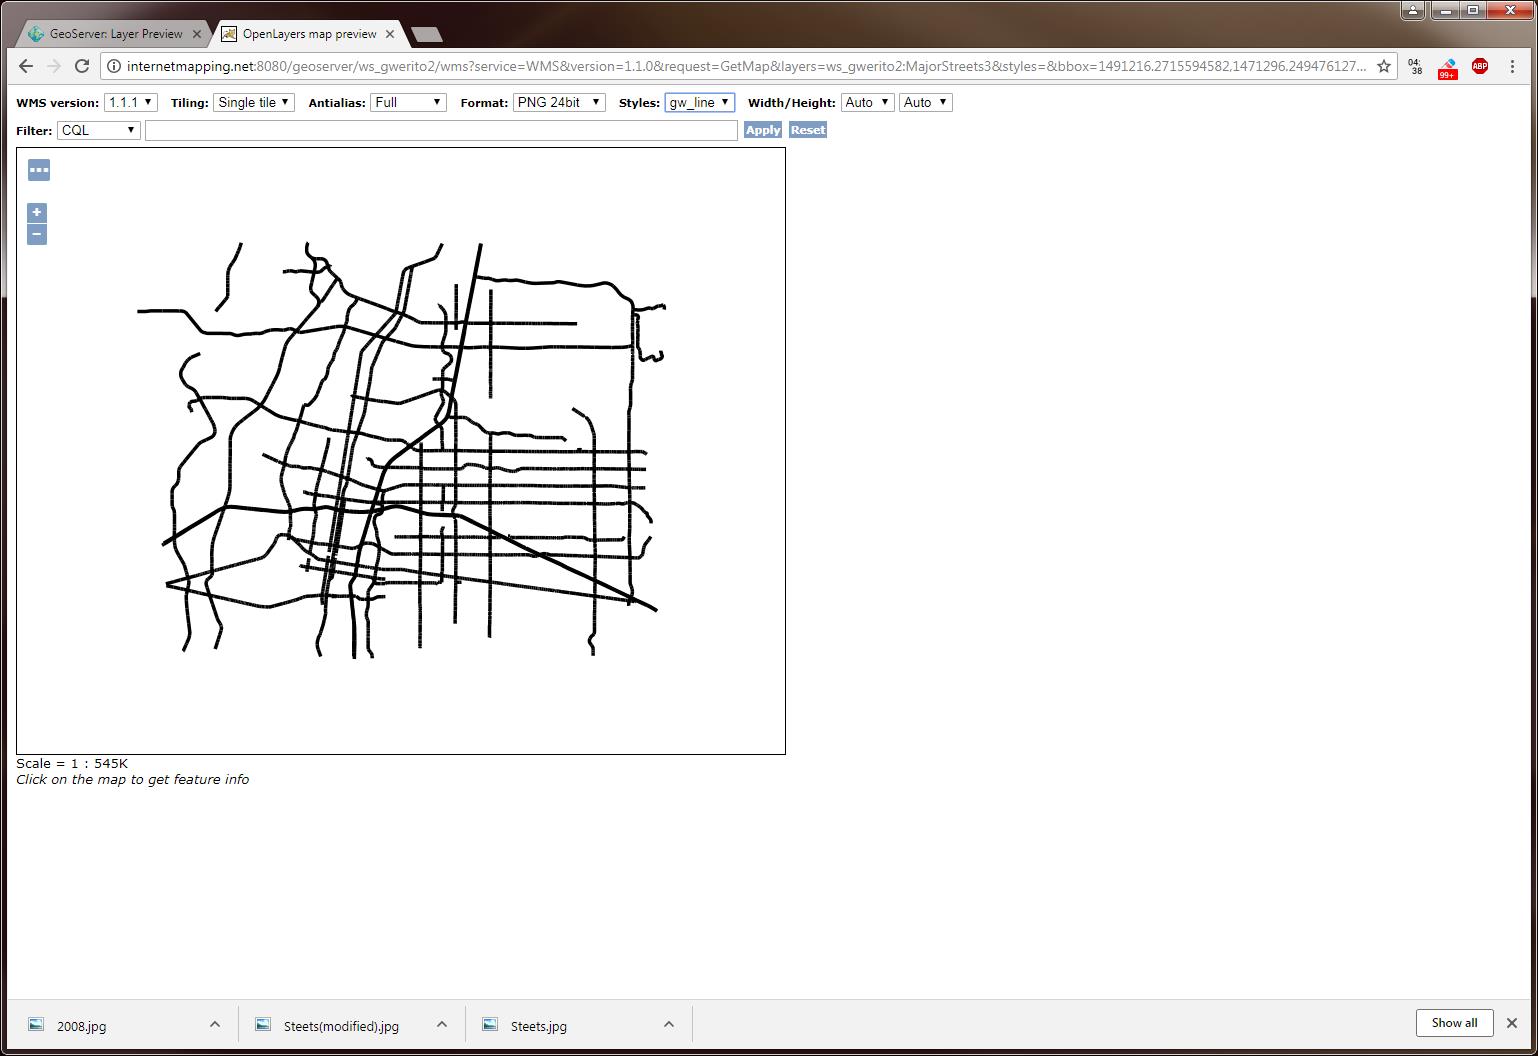 GeoServer: Layer Preview
OpenLayers map preview
internetmapping.net:8080/geoserver/ws_gwerito2/wms?service=WMS&version=1.1.0&request=GetMap&layers=ws_gwerito2:MajorStreets3&styles=&bbox=1491216.2715594582,1471296.249476127...
04:
38
99+
ABP
WMS version: 1.1.1 Tiling: Single tile Antialias: Full Format: PNG 24bit Styles: gw_line Width/Height: Auto Auto
Filter: CQL Apply Reset
+
−
Scale = 1 : 545K
Click on the map to get feature info
2008.jpg Steets(modified).jpg Steets.jpg Show all